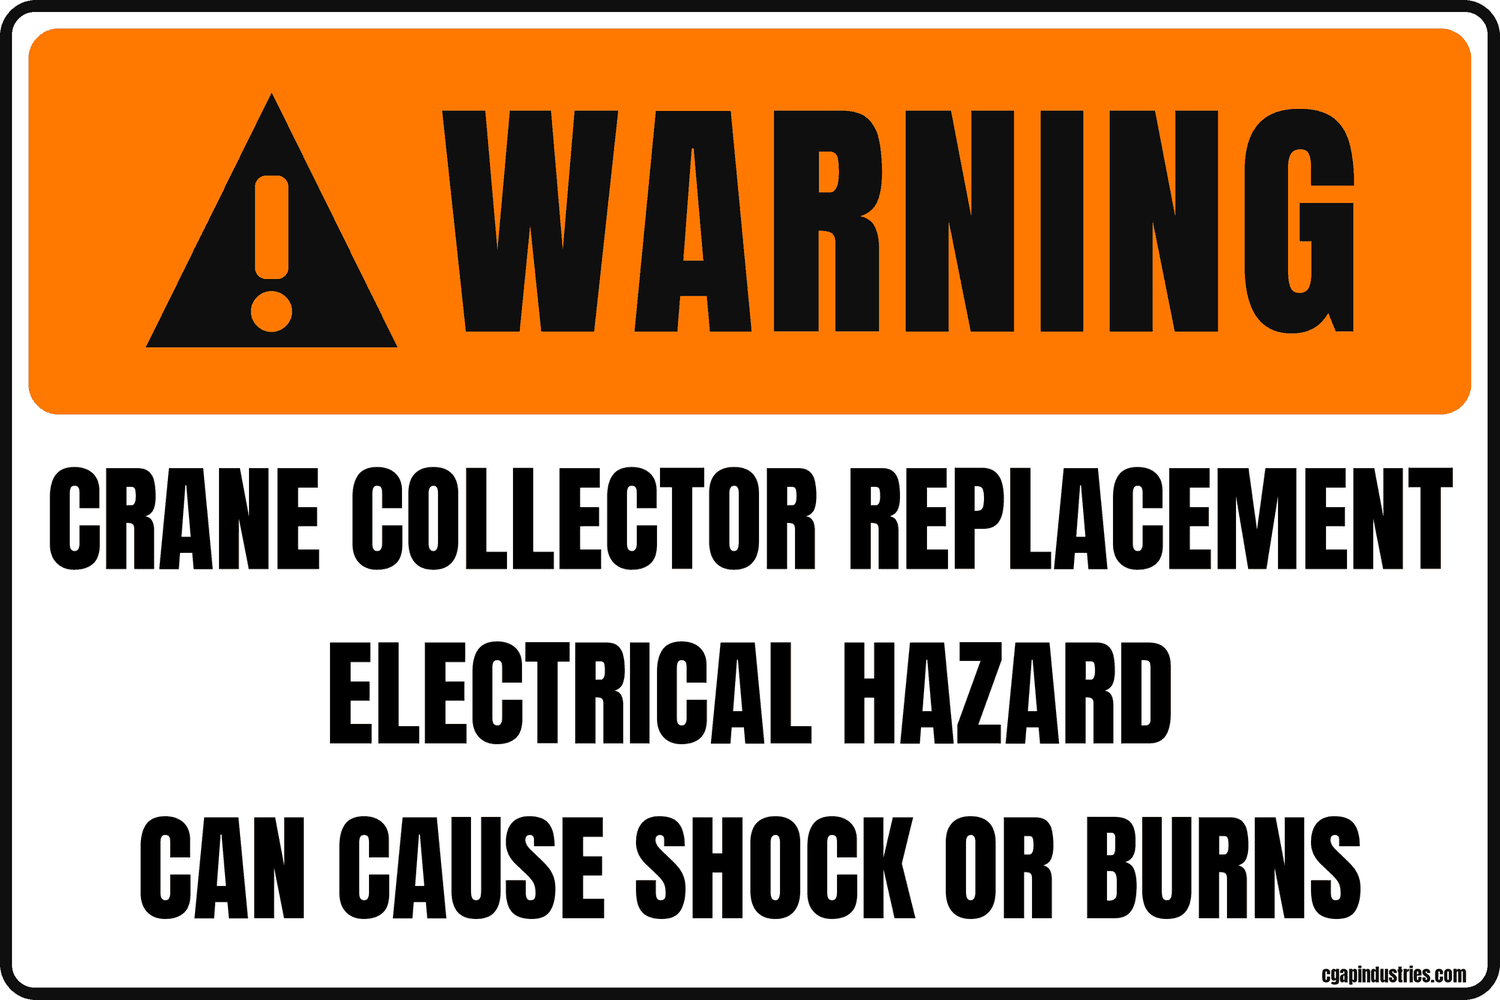 WARNING
CRANE COLLECTOR REPLACEMENT
ELECTRICAL HAZARD
CAN CAUSE SHOCK OR BURNS
cgapindustries.com